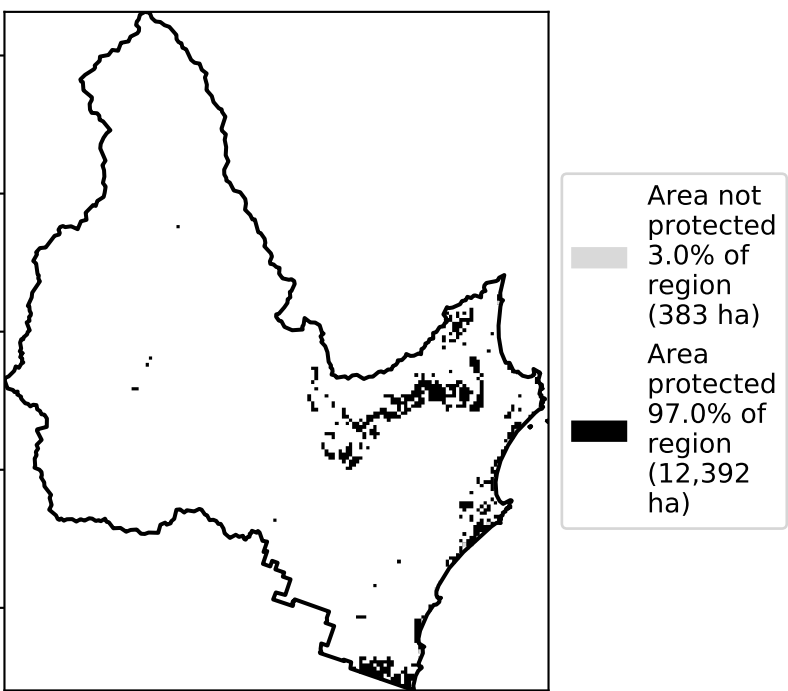 Area not
protected
3.0% of
region
(383 ha)
Area
protected
97.0% of
region
(12,392
ha)